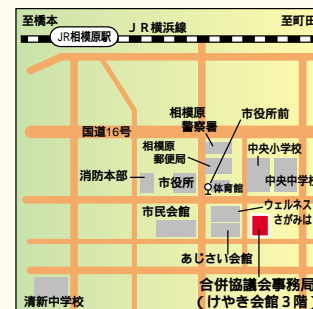 至橋本
JR横浜線
至町田
JR相模原駅
国道16号
相模原
警察署
市役所前
相模原
郵便局
中央小学校
消防本部
市役所
体育館
中央中学校
市民会館
ウェルネス
さがみは
あじさい会館
合併協議会事務局
(けやき会館3階)
清新中学校